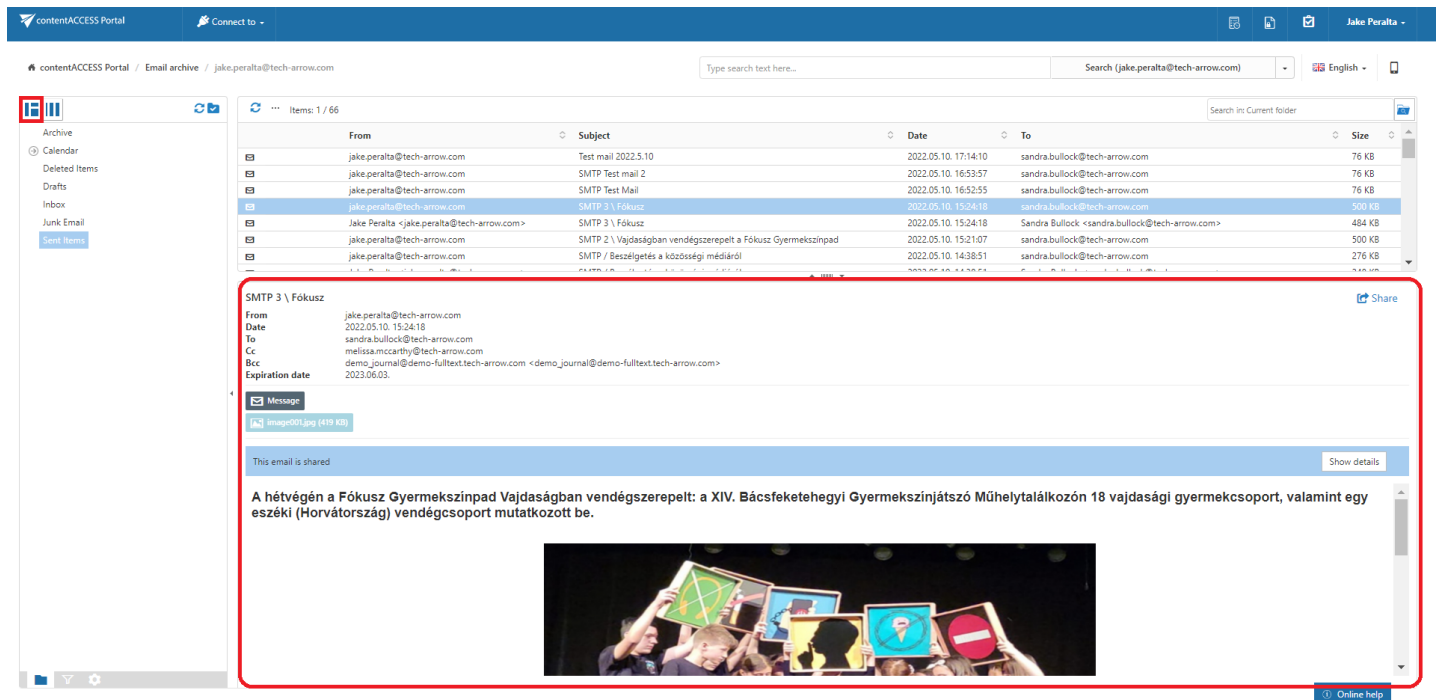 contentACCESS Portal Connect to Jake Peralta
contentACCESS Portal / Email archive / jake.peralta@tech-arrow.com Type search text here... Search (jake.peralta@tech-arrow.com) English
Items: 1 / 66 Search in: Current folder
Archive
Calendar
Deleted Items
Drafts
Inbox
Junk Email
Sent Items
From Subject Date To Size
jake.peralta@tech-arrow.com Test mail 2022.5.10 2022.05.10. 17:14:10 sandra.bullock@tech-arrow.com 76 KB
jake.peralta@tech-arrow.com SMTP Test mail 2 2022.05.10. 16:53:57 sandra.bullock@tech-arrow.com 76 KB
jake.peralta@tech-arrow.com SMTP Test Mail 2022.05.10. 16:52:55 sandra.bullock@tech-arrow.com 76 KB
jake.peralta@tech-arrow.com SMTP 3 \ Fókusz 2022.05.10. 15:24:18 sandra.bullock@tech-arrow.com 500 KB
Jake Peralta <jake.peralta@tech-arrow.com> SMTP 3 \ Fókusz 2022.05.10. 15:24:18 Sandra Bullock <sandra.bullock@tech-arrow.com> 484 KB
jake.peralta@tech-arrow.com SMTP 2 \ Vajdaságban vendégszerepelt a Fókusz Gyermekszínpad 2022.05.10. 15:21:07 sandra.bullock@tech-arrow.com 500 KB
jake.peralta@tech-arrow.com SMTP / Beszélgetés a közösségi médiáról 2022.05.10. 14:38:51 sandra.bullock@tech-arrow.com 276 KB
SMTP 3 \ Fókusz Share
From jake.peralta@tech-arrow.com
Date 2022.05.10. 15:24:18
To sandra.bullock@tech-arrow.com
Cc melissa.mccarthy@tech-arrow.com
Bcc demo_journal@demo-fulltext.tech-arrow.com <demo_journal@demo-fulltext.tech-arrow.com>
Expiration date 2023.06.03.
Message
image001.jpg (419 KB)
This email is shared Show details
A hétvégén a Fókusz Gyermekszínpad Vajdaságban vendégszerepelt: a XIV. Bácsfeketehegyi Gyermekszínjátszó Műhelytalálkozón 18 vajdasági gyermekcsoport, valamint egy
eszéki (Horvátország) vendégcsoport mutatkozott be.
Online help